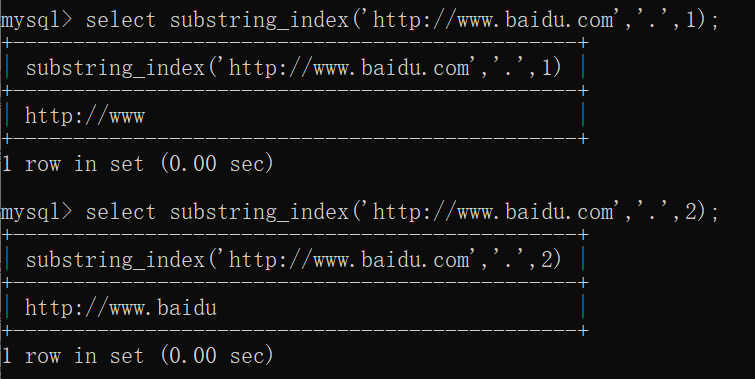 mysql> select substring_index('http://www.baidu.com','.',1);
+-------------------------------------------+
| substring_index('http://www.baidu.com','.',1) |
+-------------------------------------------+
| http://www |
+-------------------------------------------+
1 row in set (0.00 sec)
mysql> select substring_index('http://www.baidu.com','.',2);
+-------------------------------------------+
| substring_index('http://www.baidu.com','.',2) |
+-------------------------------------------+
| http://www.baidu |
+-------------------------------------------+
1 row in set (0.00 sec)